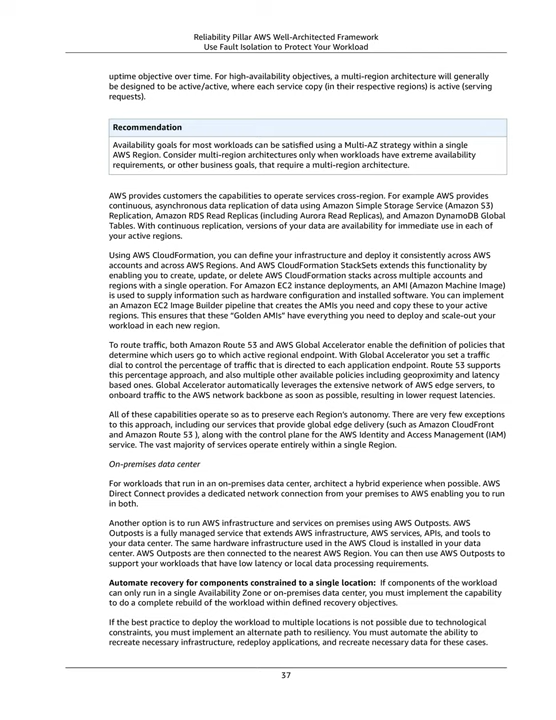 Reliability Pillar AWS Well-Architected Framework
Use Fault Isolation to Protect Your Workload
uptime objective over time. For high-availability objectives, a multi-region architecture will generally
be designed to be active/active, where each service copy (in their respective regions) is active (serving
requests).
Recommendation
Availability goals for most workloads can be satisfied using a Multi-AZ strategy within a single
AWS Region. Consider multi-region architectures only when workloads have extreme availability
requirements, or other business goals, that require a multi-region architecture.
AWS provides customers the capabilities to operate services cross-region. For example AWS provides
continuous, asynchronous data replication of data using Amazon Simple Storage Service (Amazon S3)
Replication, Amazon RDS Read Replicas (including Aurora Read Replicas), and Amazon DynamoDB Global
Tables. With continuous replication, versions of your data are available for immediate use in each of
your active regions.
Using AWS CloudFormation, you can define your infrastructure and deploy it consistently across AWS
accounts and across AWS Regions. And AWS CloudFormation StackSets extends this functionality by
enabling you to create, update, or delete AWS CloudFormation stacks across multiple accounts and
regions with a single operation. For Amazon EC2 instance deployments, an AMI (Amazon Machine Image)
is used to supply information such as hardware configuration and installed software. You can implement
an Amazon EC2 Image Builder pipeline that creates the AMIs you need and copy these to your active
regions. This ensures that these “Golden AMIs” have everything you need to deploy and scale-out your
workload in each new region.
To route traffic, both Amazon Route 53 and AWS Global Accelerator enable the definition of policies that
determine which users go to which active regional endpoint. With Global Accelerator you set a traffic
dial to control the percentage of traffic that is directed to each application endpoint. Route 53 supports
this percentage approach, and also multiple other available policies including geoproximity and latency
based ones. Global Accelerator automatically leverages the extensive network of AWS edge servers, to
onboard traffic to the AWS network backbone as soon as possible, resulting in lower request latencies.
All of these capabilities operate so as to preserve each Region’s autonomy. There are very few exceptions
to this approach, including our services that provide global edge delivery (such as Amazon CloudFront
and Amazon Route 53 ), along with the control plane for the AWS Identity and Access Management (IAM)
service. The vast majority of services operate entirely within a single Region.
On-premises data center
For workloads that run in an on-premises data center, architect a hybrid experience when possible. AWS
Direct Connect provides a dedicated network connection from your premises to AWS enabling you to run
in both.
Another option is to run AWS infrastructure and services on premises using AWS Outposts. AWS
Outposts is a fully managed service that extends AWS infrastructure, AWS services, APIs, and tools to
your data center. The same hardware infrastructure used in the AWS Cloud is installed in your data
center. AWS Outposts are then connected to the nearest AWS Region. You can then use AWS Outposts to
support your workloads that have low latency or local data processing requirements.
Automate recovery for components constrained to a single location: If components of the workload
can only run in a single Availability Zone or on-premises data center, you must implement the capability
to do a complete rebuild of the workload within defined recovery objectives.
If the best practice to deploy the workload to multiple locations is not possible due to technological
constraints, you must implement an alternate path to resiliency. You must automate the ability to
recreate necessary infrastructure, redeploy applications, and recreate necessary data for these cases.
37